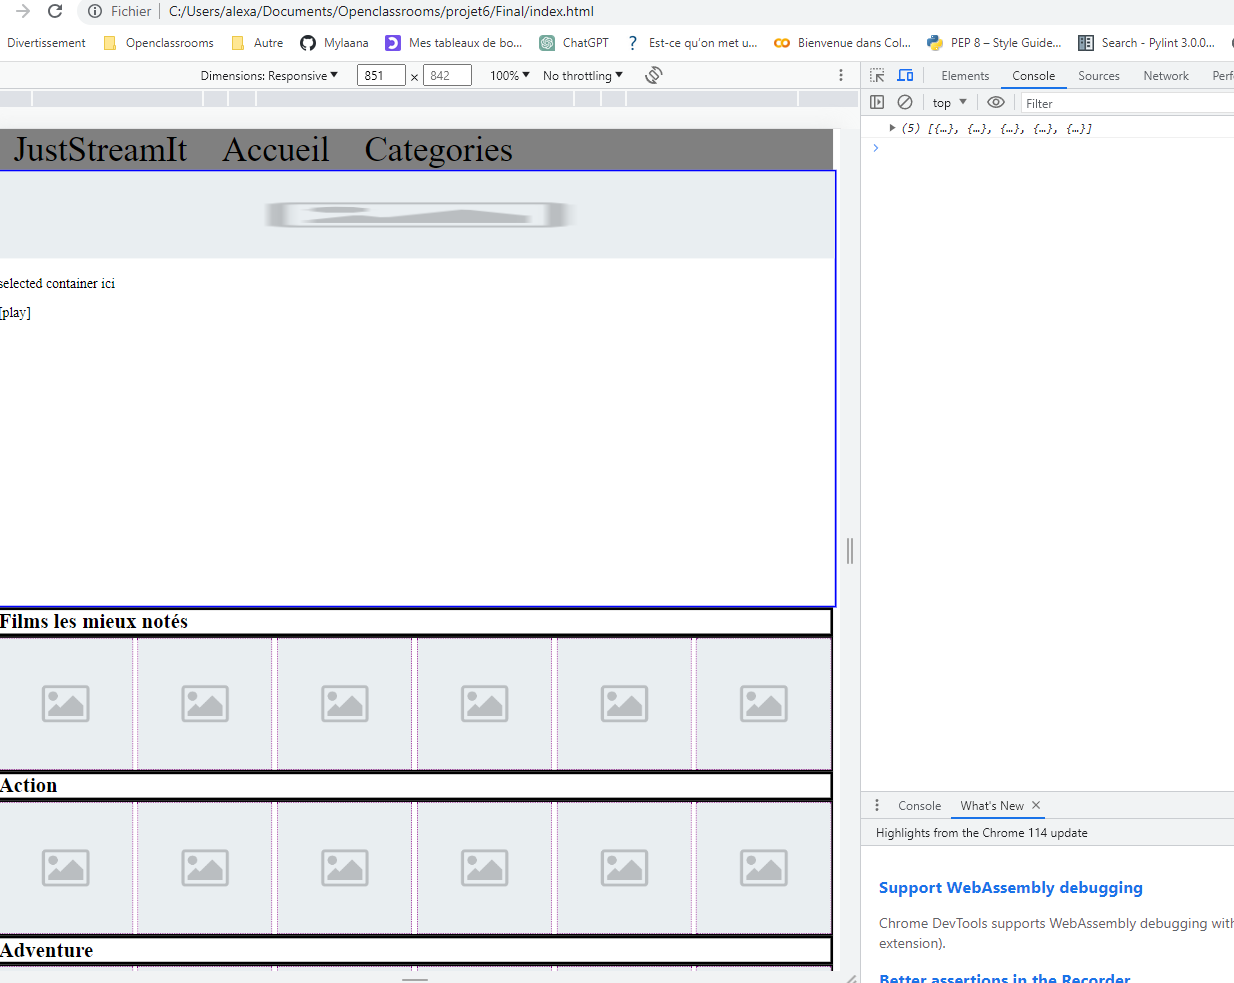 Fichier C:/Users/alexa/Documents/Openclassrooms/projet6/Final/index.html
Divertissement Openclassrooms Autre Mylaana Mes tableaux de bo... ChatGPT Est-ce qu'on met u... Bienvenue dans Col... PEP 8 – Style Guide... Search - Pylint 3.0.0...
Dimensions: Responsive 851 x 842 100% No throttling
Elements Console Sources Network Perf
top Filter
(5) [{…}, {…}, {…}, {…}, {…}]
JustStreamIt Accueil Categories
selected container ici
[play]
Films les mieux notés
Action
Adventure
Console What's New
Highlights from the Chrome 114 update
Support WebAssembly debugging
Chrome DevTools supports WebAssembly debugging with
extension).
Better assertions in the Recorder